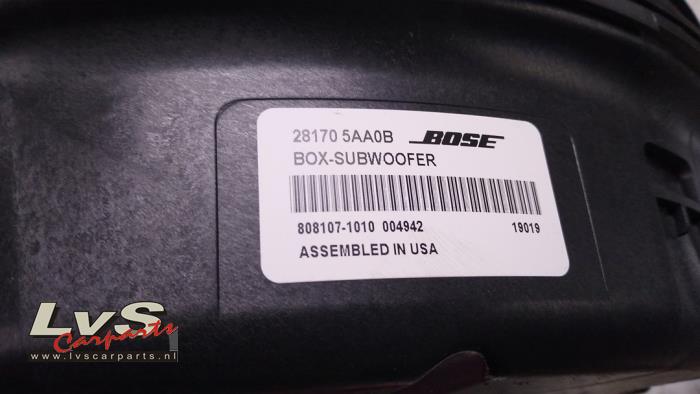 28170 5AA0B BOSE
BOX-SUBWOOFER
808107-1010 004942 19019
ASSEMBLED IN USA
LvS
Carparts
www.lvscarparts.nl